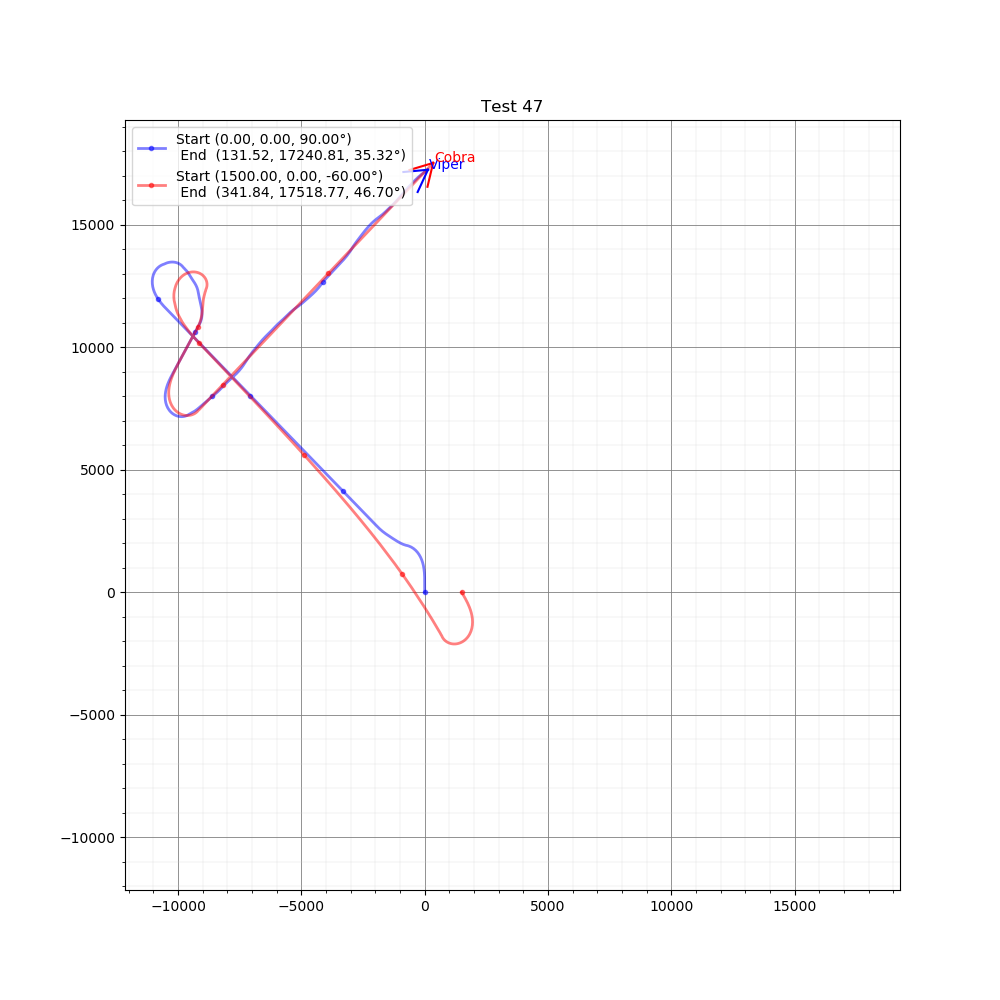 Test 47
Start (0.00, 0.00, 90.00°)
End (131.52, 17240.81, 35.32°)
Start (1500.00, 0.00, -60.00°)
End (341.84, 17518.77, 46.70°)
Cobra
Viper
15000
10000
5000
0
−5000
−10000
−10000 −5000 0 5000 10000 15000